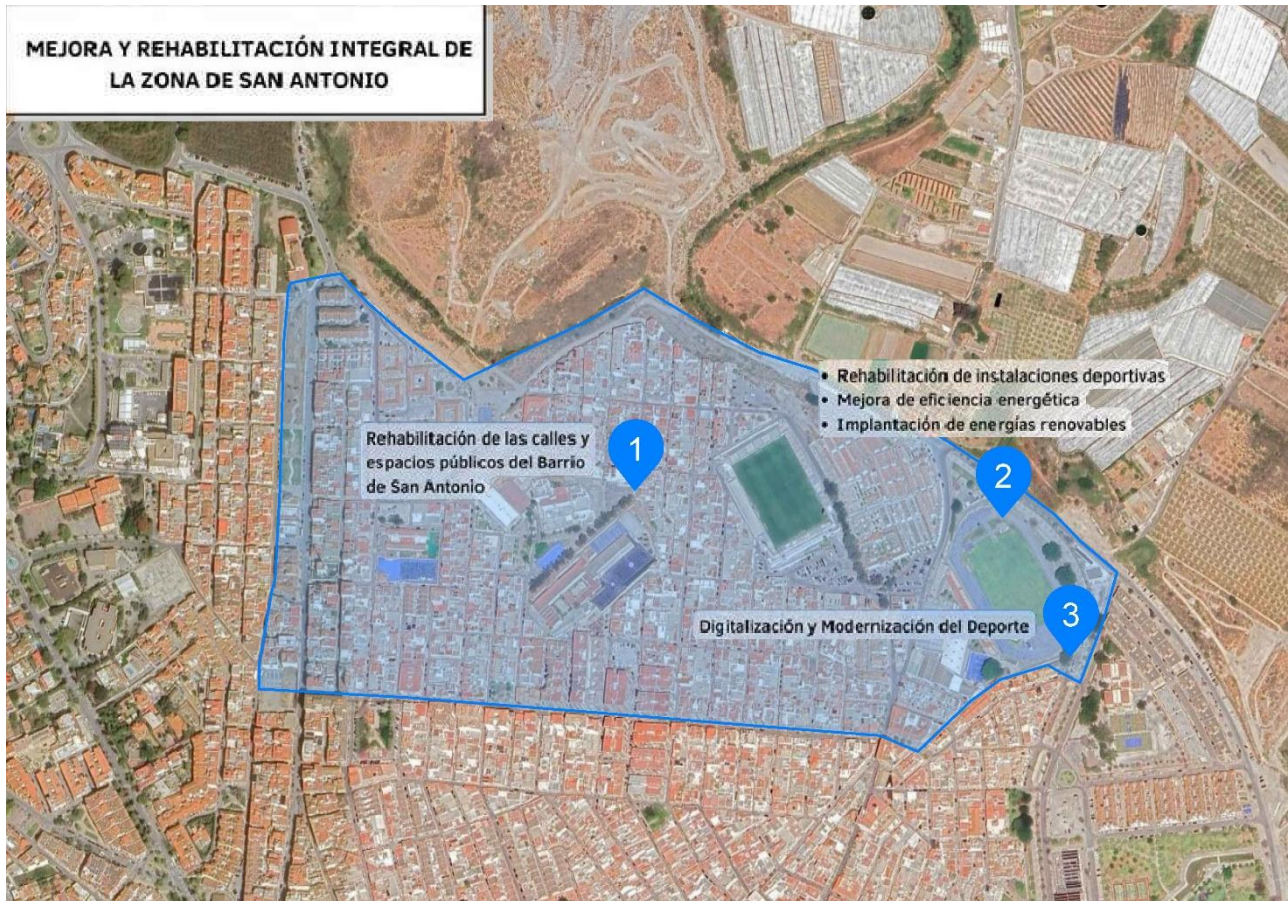 MEJORA Y REHABILITACIÓN INTEGRAL DE
LA ZONA DE SAN ANTONIO
• Rehabilitación de instalaciones deportivas
• Mejora de eficiencia energética
• Implantación de energías renovables
Rehabilitación de las calles y
espacios públicos del Barrio
de San Antonio
1
2
Digitalización y Modernización del Deporte
3